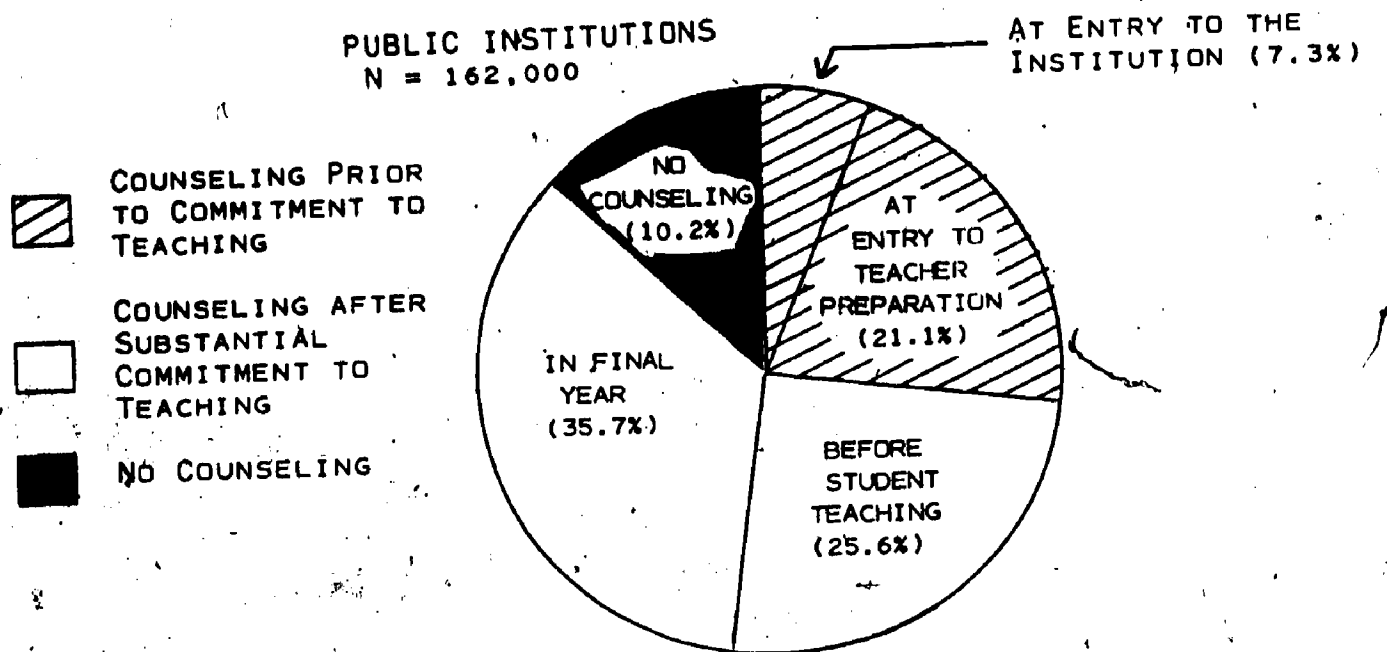 PUBLIC INSTITUTIONS
N = 162,000
AT ENTRY TO THE
INSTITUTION (7.3%)
COUNSELING PRIOR
TO COMMITMENT TO
TEACHING
COUNSELING AFTER
SUBSTANTIAL
COMMITMENT TO
TEACHING
NO COUNSELING
NO
COUNSELING
(10.2%)
AT
ENTRY TO
TEACHER
PREPARATION
(21.1%)
IN FINAL
YEAR
(35.7%)
BEFORE
STUDENT
TEACHING
(25.6%)